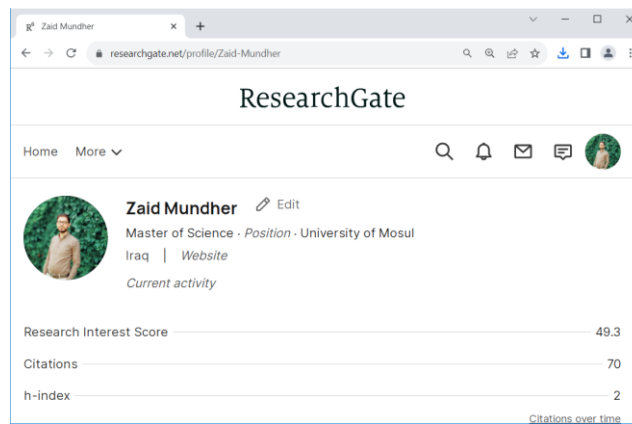 R^G Zaid Mundher
researchgate.net/profile/Zaid-Mundher
ResearchGate
Home More
Zaid Mundher Edit
Master of Science · Position · University of Mosul
Iraq | Website
Current activity
Research Interest Score 49.3
Citations 70
h-index 2
Citations over time